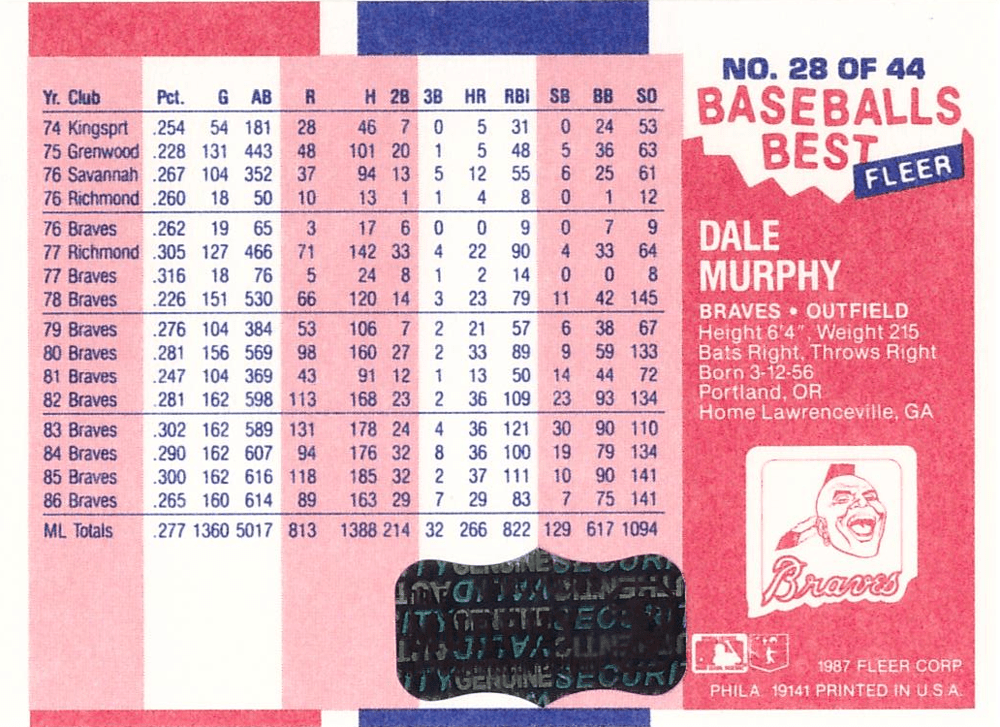 Yr. Club Pct. G AB R H 2B 3B HR RBI SB BB SO
74 Kingsprt .254 54 181 28 46 7 0 5 31 0 24 53
75 Grenwood .228 131 443 48 101 20 1 5 48 5 36 63
76 Savannah .267 104 352 37 94 13 5 12 55 6 25 61
76 Richmond .260 18 50 10 13 1 1 4 8 0 1 12
76 Braves .262 19 65 3 17 6 0 0 9 0 7 9
77 Richmond .305 127 466 71 142 33 4 22 90 4 33 64
77 Braves .316 18 76 5 24 8 1 2 14 0 0 8
78 Braves .226 151 530 66 120 14 3 23 79 11 42 145
79 Braves .276 104 384 53 106 7 2 21 57 6 38 67
80 Braves .281 156 569 98 160 27 2 33 89 9 59 133
81 Braves .247 104 369 43 91 12 1 13 50 14 44 72
82 Braves .281 162 598 113 168 23 2 36 109 23 93 134
83 Braves .302 162 589 131 178 24 4 36 121 30 90 110
84 Braves .290 162 607 94 176 32 8 36 100 19 79 134
85 Braves .300 162 616 118 185 32 2 37 111 10 90 141
86 Braves .265 160 614 89 163 29 7 29 83 7 75 141
ML Totals .277 1360 5017 813 1388 214 32 266 822 129 617 1094
GENUINE
GENUINE SECURI
NO. 28 OF 44
BASEBALLS
BEST
FLEER
DALE
MURPHY
BRAVES • OUTFIELD
Height 6'4", Weight 215
Bats Right, Throws Right
Born 3-12-56
Portland, OR
Home Lawrenceville, GA
Braves
1987 FLEER CORP.
PHILA 19141 PRINTED IN U.S.A.